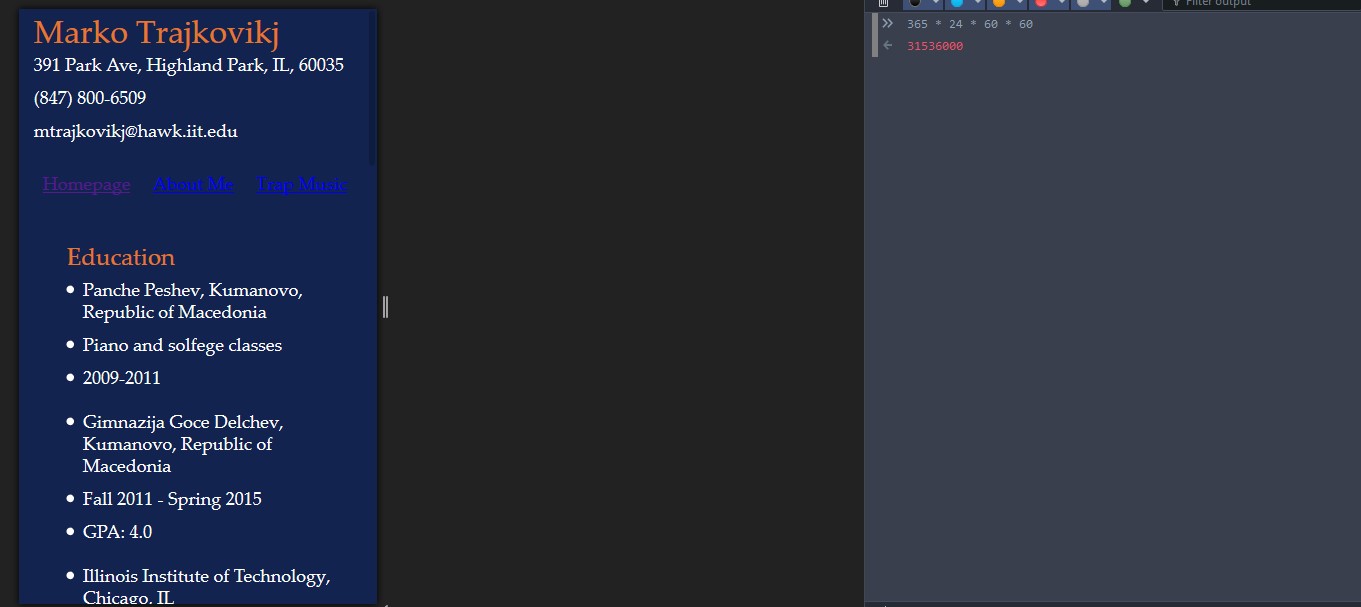 Marko Trajkovikj
391 Park Ave, Highland Park, IL, 60035
(847) 800-6509
mtrajkovikj@hawk.iit.edu
Homepage About Me Trap Music
Education
Panche Peshev, Kumanovo,
Republic of Macedonia
Piano and solfege classes
2009-2011
Gimnazija Goce Delchev,
Kumanovo, Republic of
Macedonia
Fall 2011 - Spring 2015
GPA: 4.0
Illinois Institute of Technology,
Chicago, IL
Filter output
365 * 24 * 60 * 60
31536000